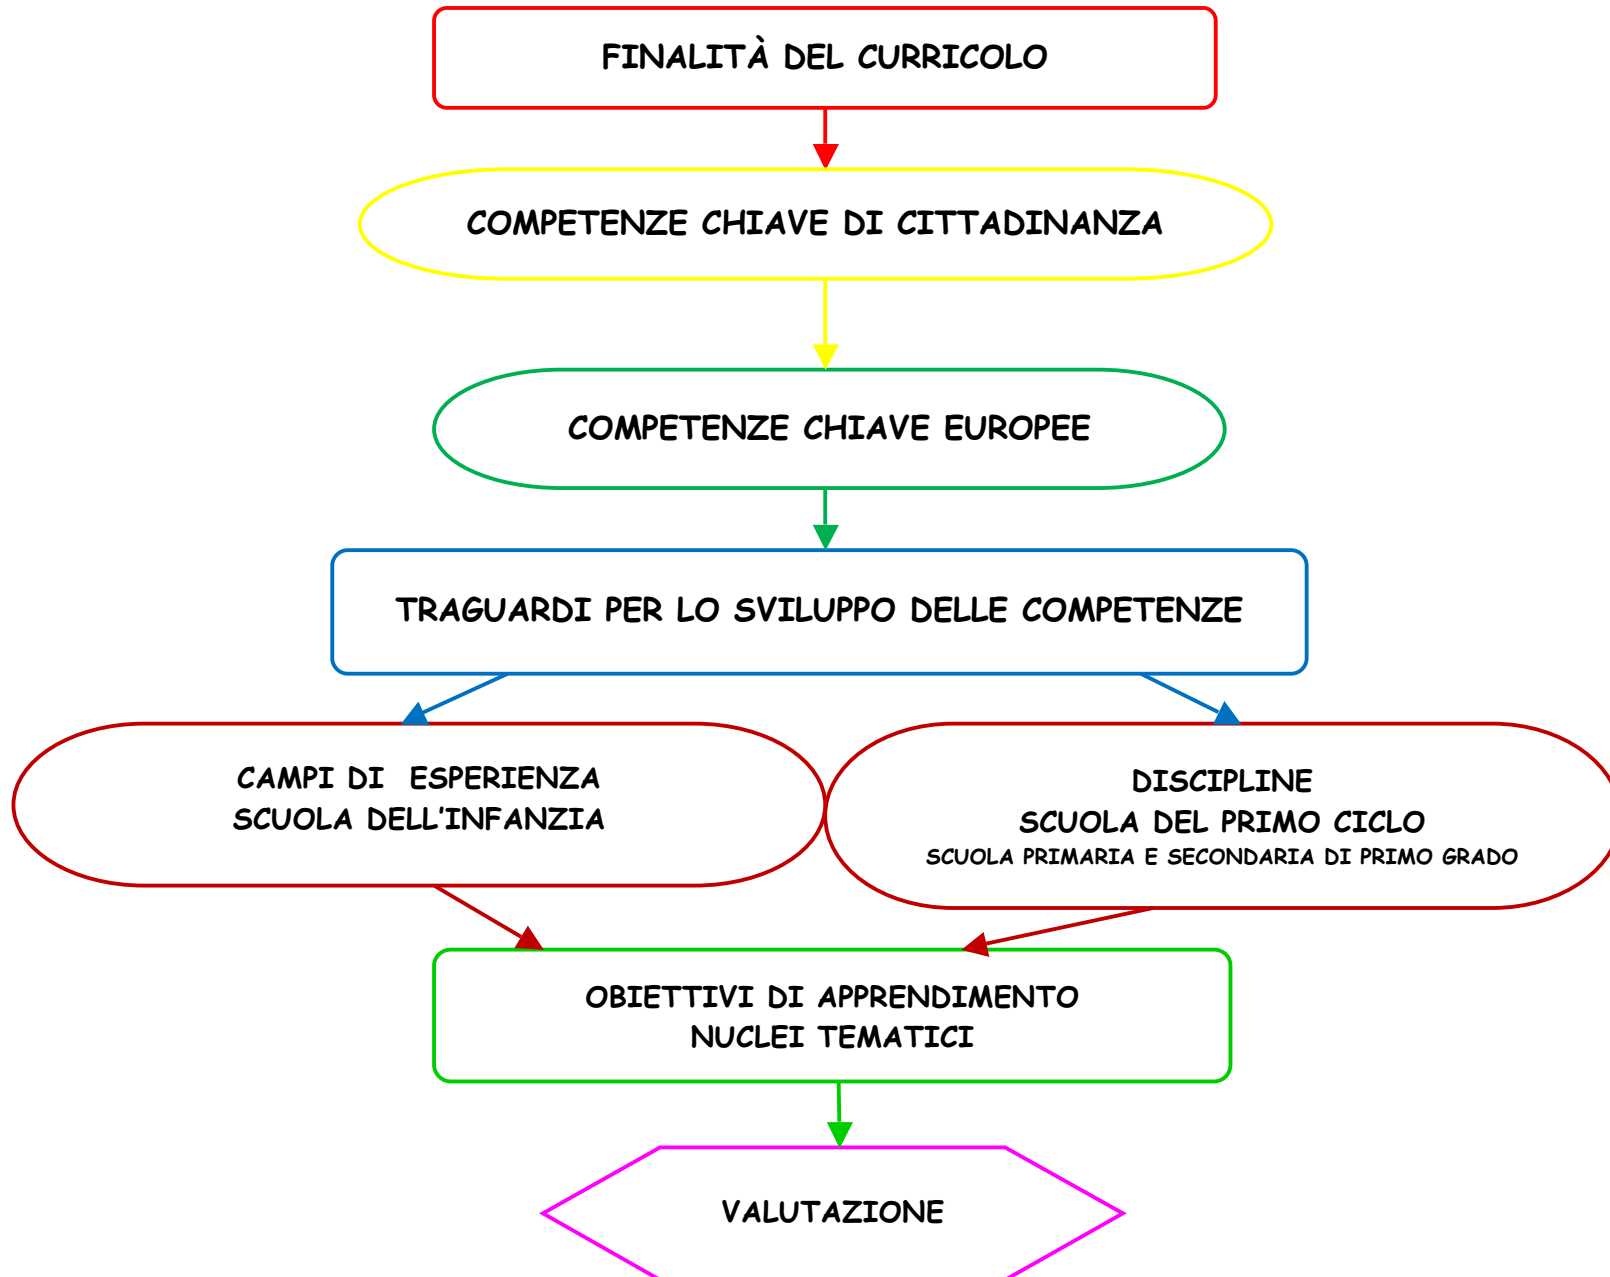 FINALITÀ DEL CURRICOLO
COMPETENZE CHIAVE DI CITTADINANZA
COMPETENZE CHIAVE EUROPEE
TRAGUARDI PER LO SVILUPPO DELLE COMPETENZE
CAMPI DI  ESPERIENZA
SCUOLA DELL’INFANZIA
DISCIPLINE
SCUOLA DEL PRIMO CICLO
SCUOLA PRIMARIA E SECONDARIA DI PRIMO GRADO
OBIETTIVI DI APPRENDIMENTO
NUCLEI TEMATICI
VALUTAZIONE